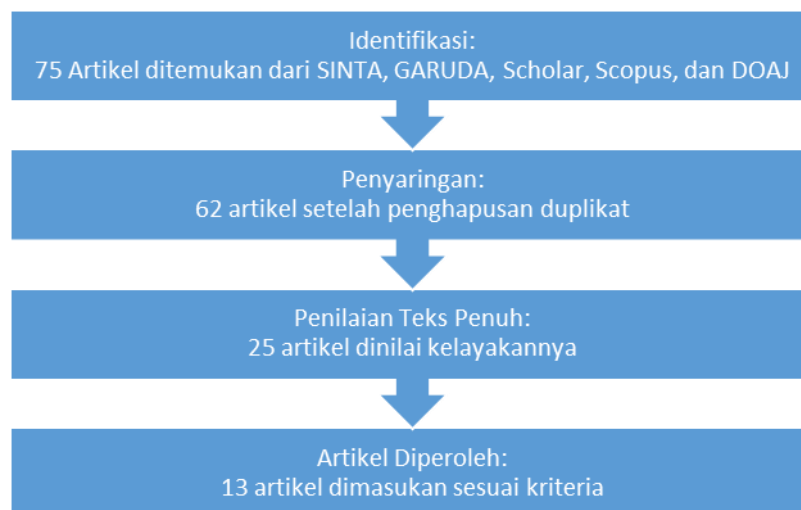 Identifikasi:
75 Artikel ditemukan dari SINTA, GARUDA, Scholar, Scopus, dan DOAJ
Penyaringan:
62 artikel setelah penghapusan duplikat
Penilaian Teks Penuh:
25 artikel dinilai kelayakannya
Artikel Diperoleh:
13 artikel dimasukan sesuai kriteria